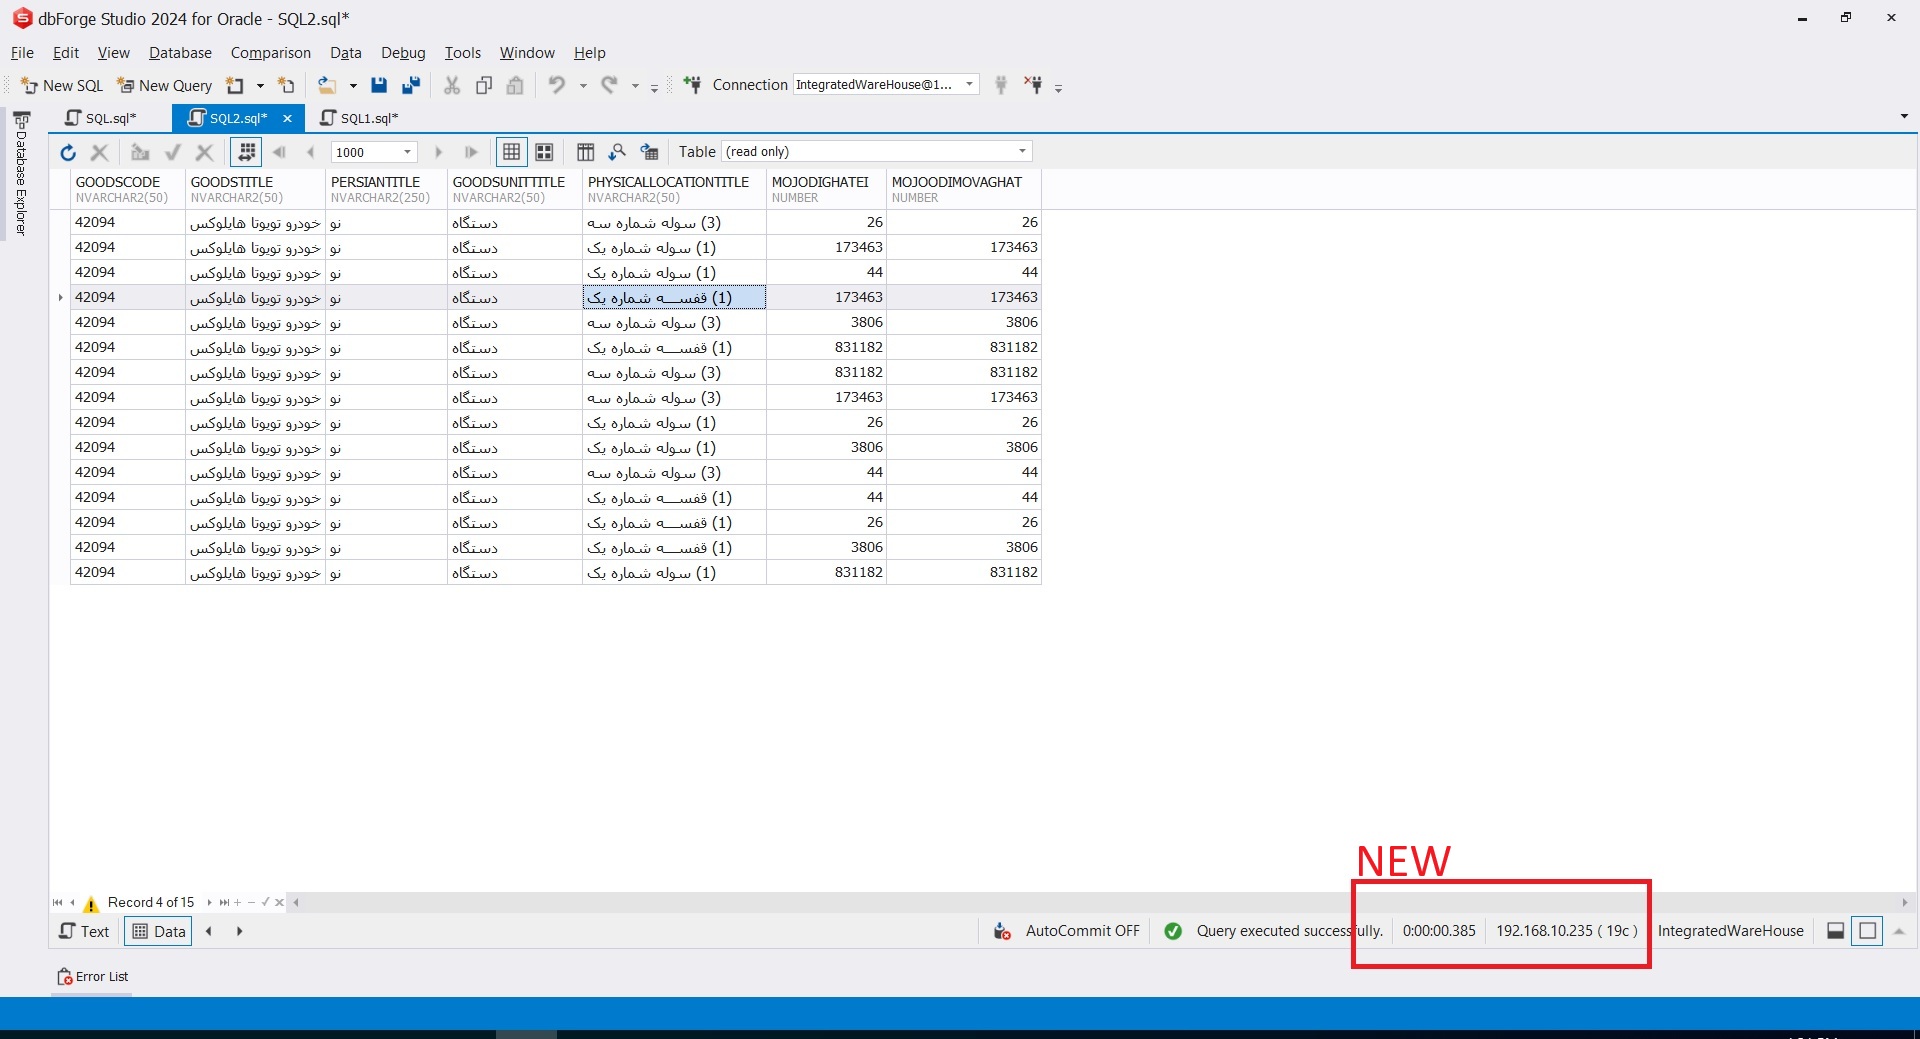 dbForge Studio 2024 for Oracle - SQL2.sql*
File Edit View Database Comparison Data Debug Tools Window Help
New SQL New Query Connection IntegratedWareHouse@1...
Database Explorer
SQL.sql* SQL2.sql* SQL1.sql*
1000 Table (read only)
GOODSCODE GOODSTITLE PERSIANTITLE GOODSUNITTITLE PHYSICALLOCATIONTITLE MOJODIGHATEI MOJOODIMOVAGHAT
NVARCHAR2(50) NVARCHAR2(50) NVARCHAR2(250) NVARCHAR2(50) NVARCHAR2(50) NUMBER NUMBER
42094 خودرو تویوتا هایلوکس نو دستگاه سوله شماره سه (3) 26 26
42094 خودرو تویوتا هایلوکس نو دستگاه سوله شماره یک (1) 173463 173463
42094 خودرو تویوتا هایلوکس نو دستگاه سوله شماره یک (1) 44 44
42094 خودرو تویوتا هایلوکس نو دستگاه قفســـه شماره یک (1) 173463 173463
42094 خودرو تویوتا هایلوکس نو دستگاه سوله شماره سه (3) 3806 3806
42094 خودرو تویوتا هایلوکس نو دستگاه قفســـه شماره یک (1) 831182 831182
42094 خودرو تویوتا هایلوکس نو دستگاه سوله شماره سه (3) 831182 831182
42094 خودرو تویوتا هایلوکس نو دستگاه سوله شماره سه (3) 173463 173463
42094 خودرو تویوتا هایلوکس نو دستگاه سوله شماره یک (1) 26 26
42094 خودرو تویوتا هایلوکس نو دستگاه سوله شماره یک (1) 3806 3806
42094 خودرو تویوتا هایلوکس نو دستگاه سوله شماره سه (3) 44 44
42094 خودرو تویوتا هایلوکس نو دستگاه قفســـه شماره یک (1) 44 44
42094 خودرو تویوتا هایلوکس نو دستگاه قفســـه شماره یک (1) 26 26
42094 خودرو تویوتا هایلوکس نو دستگاه قفســـه شماره یک (1) 3806 3806
42094 خودرو تویوتا هایلوکس نو دستگاه سوله شماره یک (1) 831182 831182
NEW
Record 4 of 15
Text Data AutoCommit OFF Query executed successfully. 0:00:00.385 192.168.10.235 ( 19c ) IntegratedWareHouse
Error List